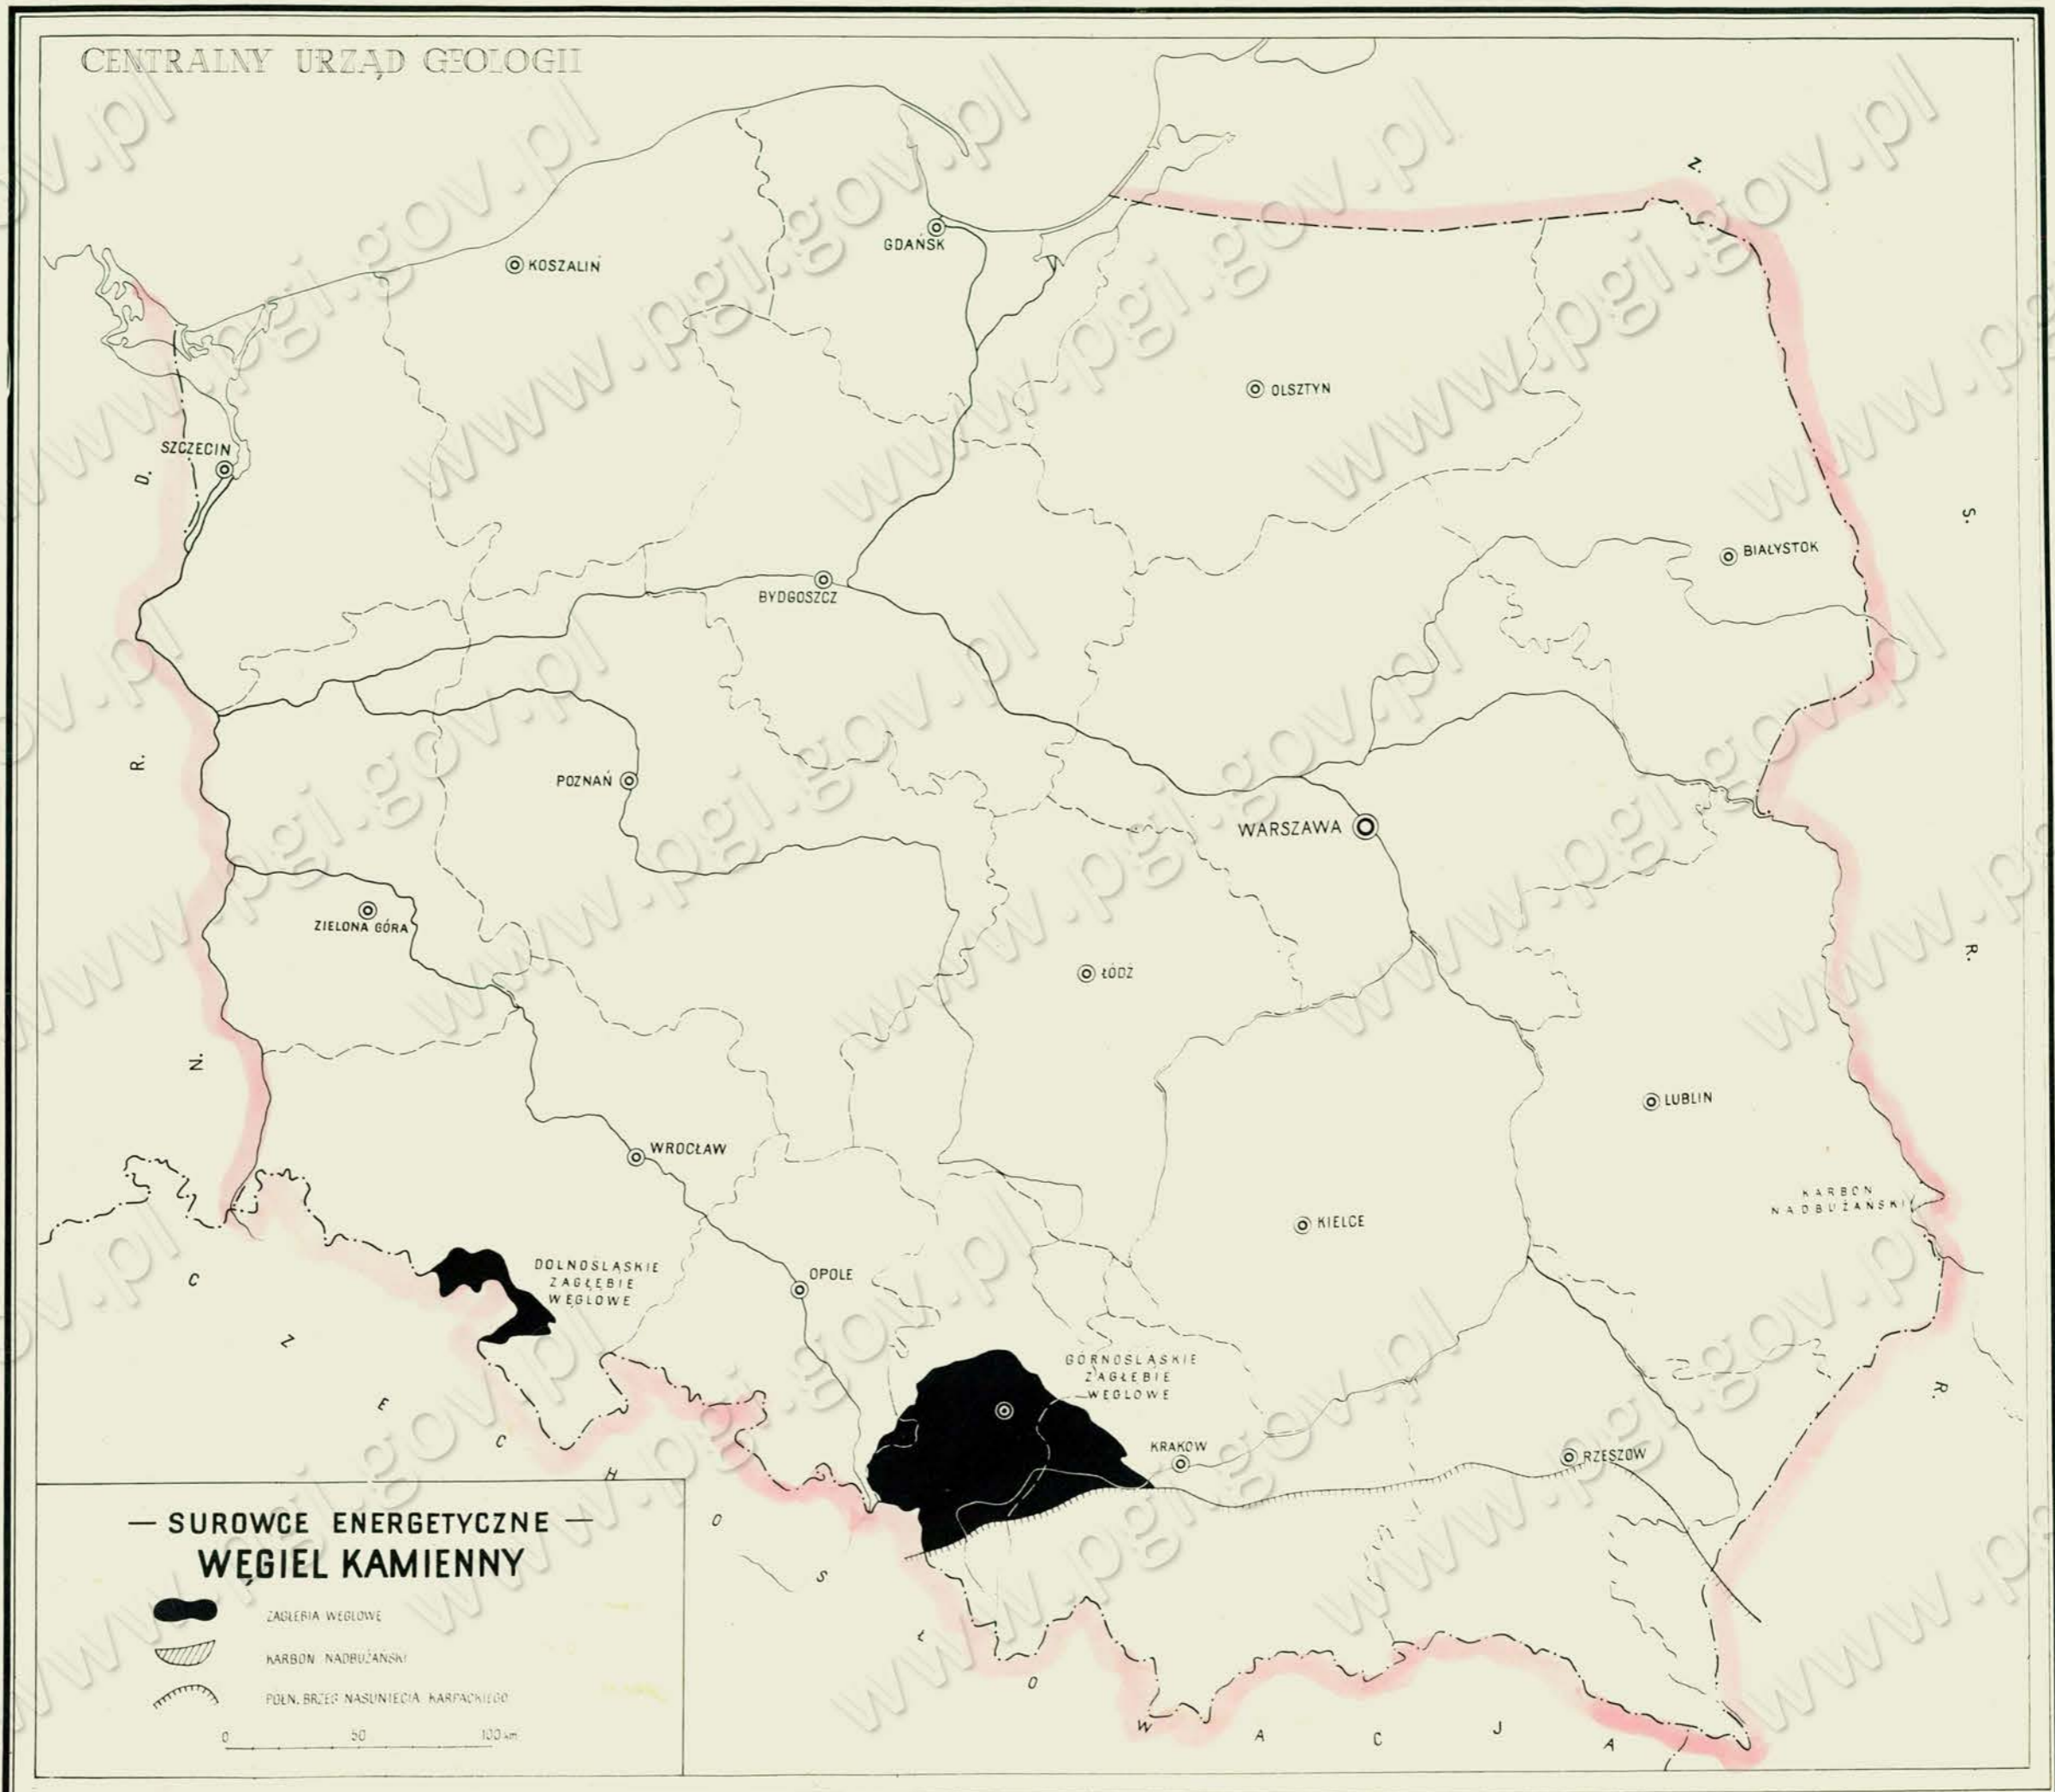 CENTRALNY URZĄD GEOLOGII
Z.
GDAŃSK
KOSZALIN
OLSZTYN
SZCZECIN
D.
S.
BIAŁYSTOK
BYDGOSZCZ
R.
POZNAŃ
WARSZAWA
ZIELONA GÓRA
R.
ŁÓDŹ
N.
LUBLIN
WROCŁAW
KARBON
NADBUŻAŃSKI
KIELCE
C
Z
E
C
H
O
S
Ł
O
W
A
C
J
A
DOLNOŚLĄSKIE
ZAGŁĘBIE
WĘGLOWE
OPOLE
GÓRNOŚLĄSKIE
ZAGŁĘBIE
WĘGLOWE
R.
KRAKÓW
RZESZÓW
— SUROWCE ENERGETYCZNE —
WĘGIEL KAMIENNY
ZAGŁĘBIA WĘGLOWE
KARBON NADBUŻAŃSKI
PÓŁN. BRZEG NASUNIĘCIA KARPACKIEGO
0 50 100 km
www.pgi.gov.pl